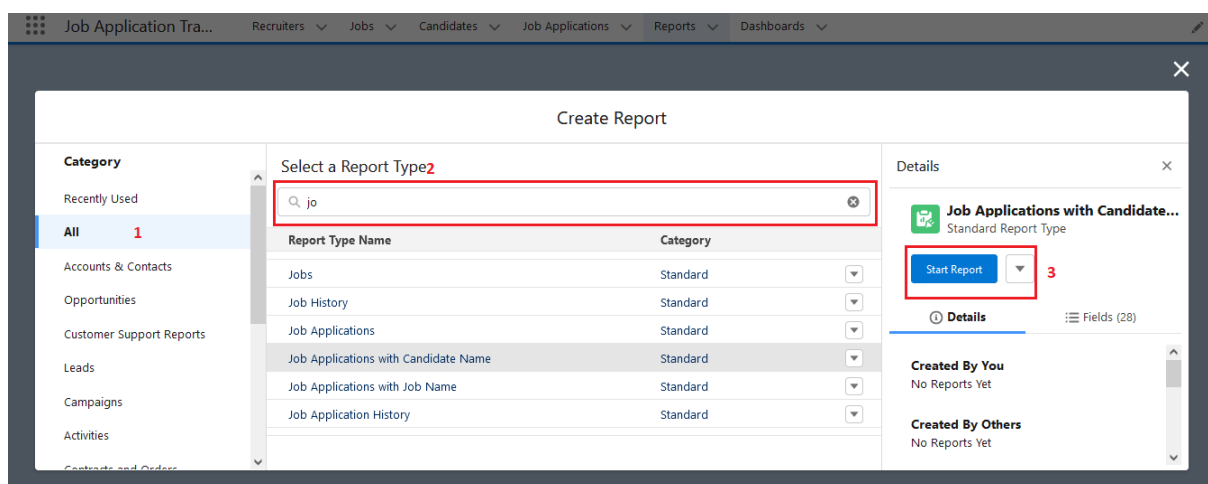 Job Application Tra... Recruiters Jobs Candidates Job Applications Reports Dashboards
Create Report
Category
Recently Used
All 1
Accounts & Contacts
Opportunities
Customer Support Reports
Leads
Campaigns
Activities
Contracts and Orders
Select a Report Type2
jo
Report Type Name Category
Jobs Standard
Job History Standard
Job Applications Standard
Job Applications with Candidate Name Standard
Job Applications with Job Name Standard
Job Application History Standard
Details
Job Applications with Candidate...
Standard Report Type
Start Report 3
Details Fields (28)
Created By You
No Reports Yet
Created By Others
No Reports Yet